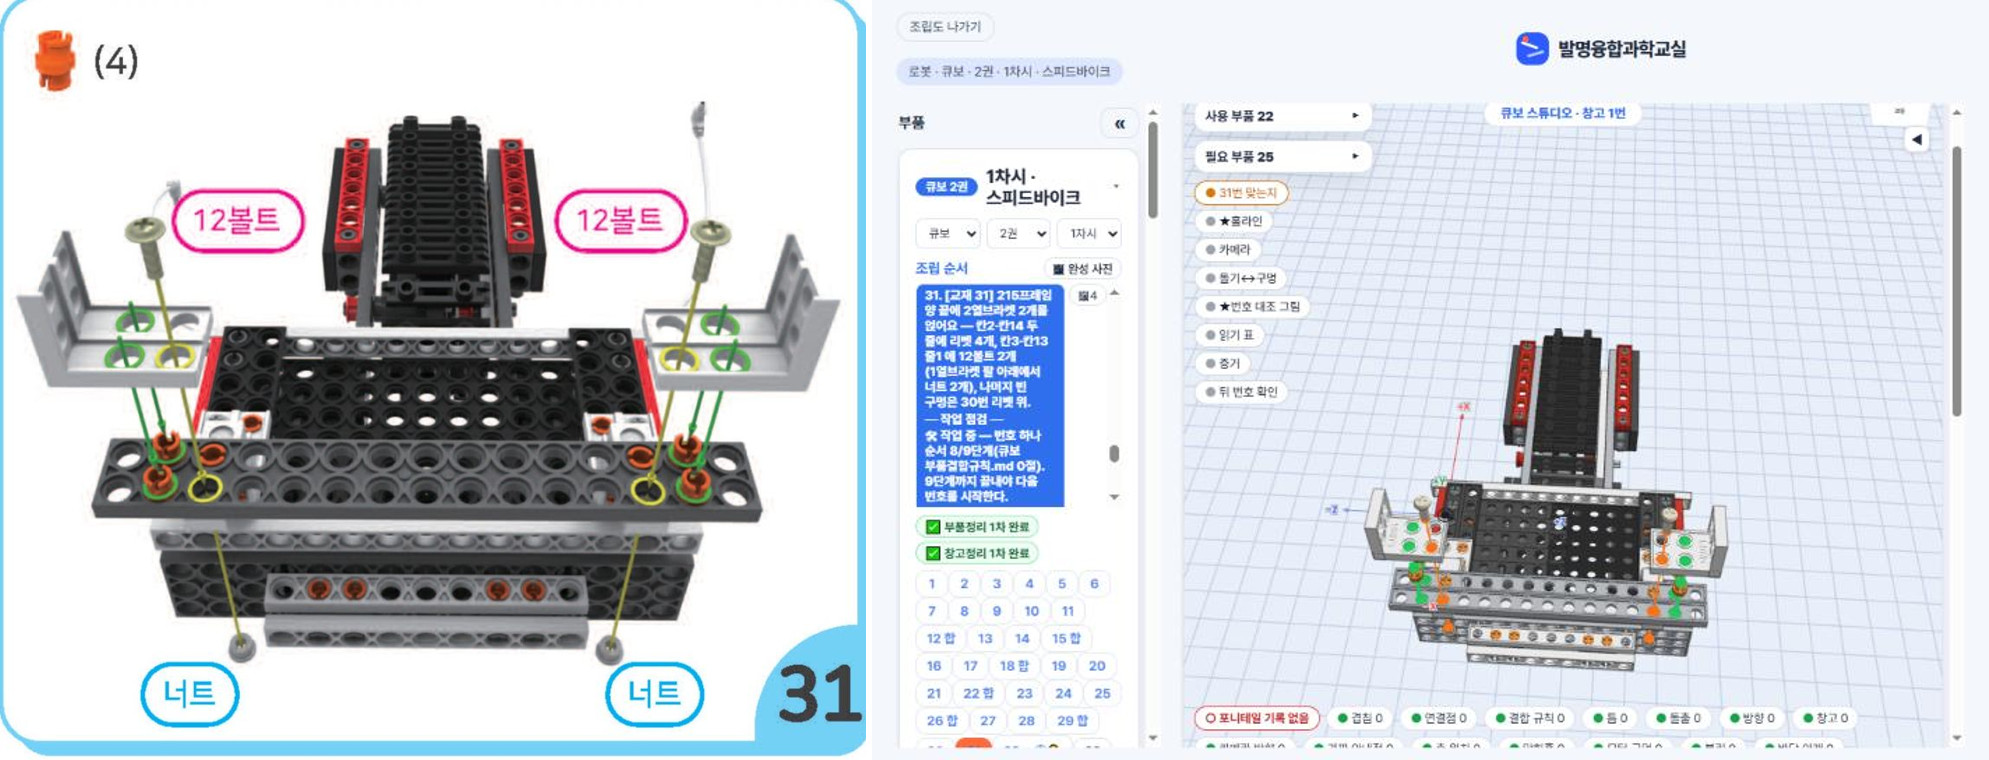 (4)
12볼트
12볼트
너트
너트
31
조립도 나가기
로봇 · 큐보 · 2권 · 1차시 · 스피드바이크
발명융합과학교실
부품
«
큐보 2권
1차시 ·
스피드바이크
큐보
2권
1차시
조립 순서
완성 사진
31. [교재 31] 215프레임
양 끝에 2열브라켓 2개를
얹어요 — 칸2·칸14 두
줄에 리벳 4개, 칸3·칸13
줄1 에 12볼트 2개
(1열브라켓 팔 아래에서
너트 2개), 나머지 빈
구멍은 30번 리벳 위.
— 작업 점검 —
🛠 작업 중 — 번호 하나
순서 8/9단계(큐보
부품결합규칙.md 0절).
9단계까지 끝내야 다음
번호를 시작한다.
4
부품정리 1차 완료
창고정리 1차 완료
1 2 3 4 5 6
7 8 9 10 11
12 합 13 14 15 합
16 17 18 합 19 20
21 22 합 23 24 25
26 합 27 28 29 합
사용 부품 22
필요 부품 25
큐보 스튜디오 · 창고 1번
31번 맞는지
★홀라인
카메라
돌기↔구멍
★번호 대조 그림
읽기 표
증거
뒤 번호 확인
+X
포니테일 기록 없음
겹침 0
연결점 0
결합 규칙 0
틈 0
돌출 0
방향 0
창고 0